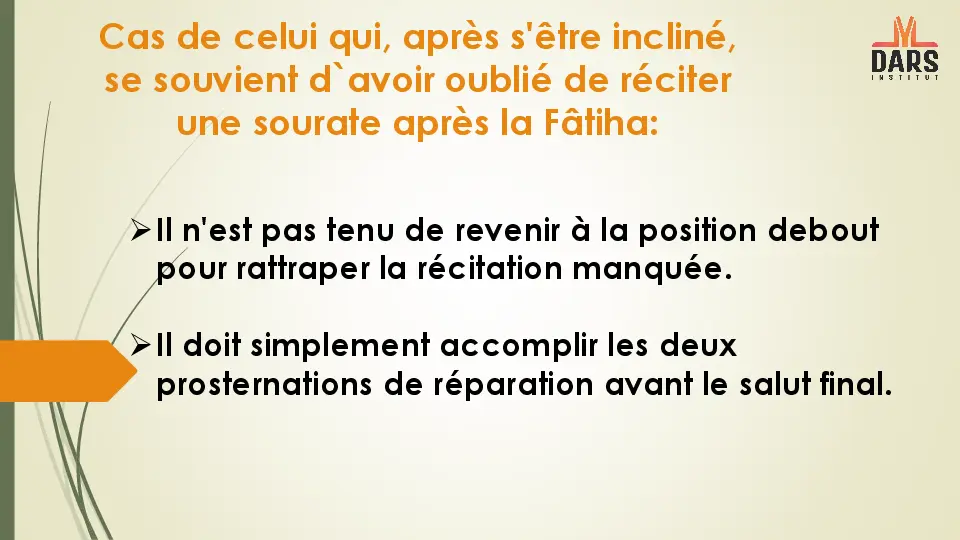 Cas de celui qui, après s'être incliné,
se souvient d`avoir oublié de réciter
une sourate après la Fâtiha:
DARS
INSTITUT
➢Il n'est pas tenu de revenir à la position debout
pour rattraper la récitation manquée.
➢Il doit simplement accomplir les deux
prosternations de réparation avant le salut final.